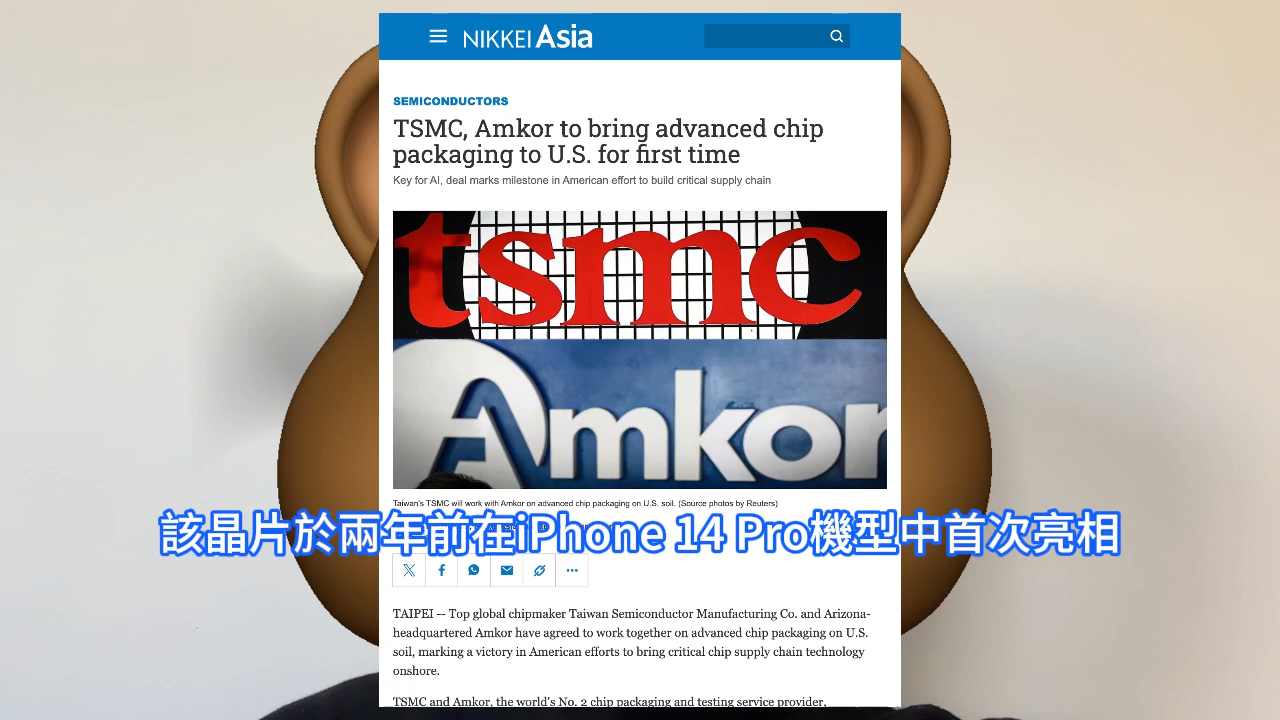 NIKKEI Asia
SEMICONDUCTORS
TSMC, Amkor to bring advanced chip
packaging to U.S. for first time
Key for AI, deal marks milestone in American effort to build critical supply chain
tsmc
Amkor
Taiwan's TSMC will work with Amkor on advanced chip packaging on U.S. soil. (Source photos by Reuters)
該晶片於兩年前在iPhone 14 Pro機型中首次亮相
TAIPEI -- Top global chipmaker Taiwan Semiconductor Manufacturing Co. and Arizona-
headquartered Amkor have agreed to work together on advanced chip packaging on U.S.
soil, marking a victory in American efforts to bring critical chip supply chain technology
onshore.
TSMC and Amkor, the world's No. 2 chip packaging and testing service provider,